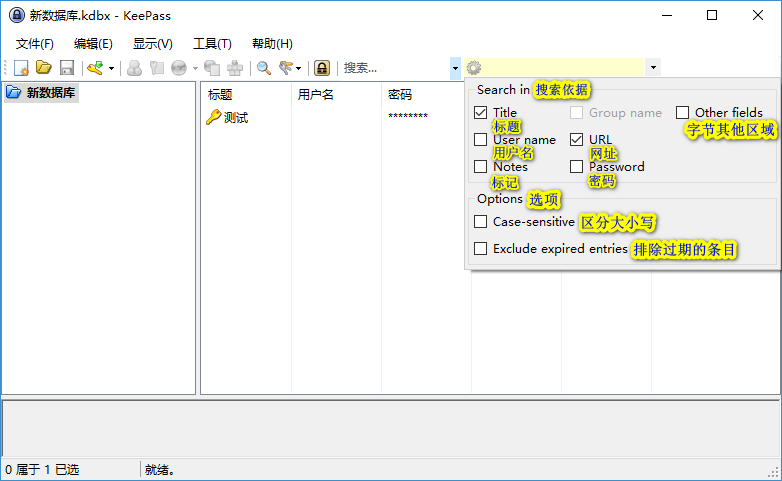 新数据库.kdbx - KeePass
文件(F) 编辑(E) 显示(V) 工具(T) 帮助(H)
搜索...
新数据库
标题 用户名 密码
测试 ********
Search in 搜索依据
Title Group name Other fields
标题 字节其他区域
User name URL
用户名 网址
Notes Password
标记 密码
Options 选项
Case-sensitive 区分大小写
Exclude expired entries 排除过期的条目
0 属于 1 已选 就绪。